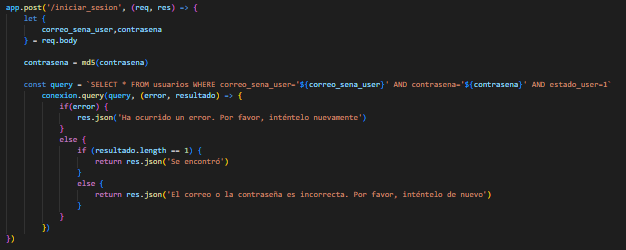 app.post('/iniciar_sesion', (req, res) => {
let {
correo_sena_user,contrasena
} = req.body
contrasena = md5(contrasena)
const query = `SELECT * FROM usuarios WHERE correo_sena_user='${correo_sena_user}' AND contrasena='${contrasena}' AND estado_user=1`
conexion.query(query, (error, resultado) => {
if(error) {
res.json('Ha ocurrido un error. Por favor, inténtelo nuevamente')
}
else {
if (resultado.length == 1) {
return res.json('Se encontró')
}
else {
return res.json('El correo o la contraseña es incorrecta. Por favor, inténtelo de nuevo')
}
}
})
})